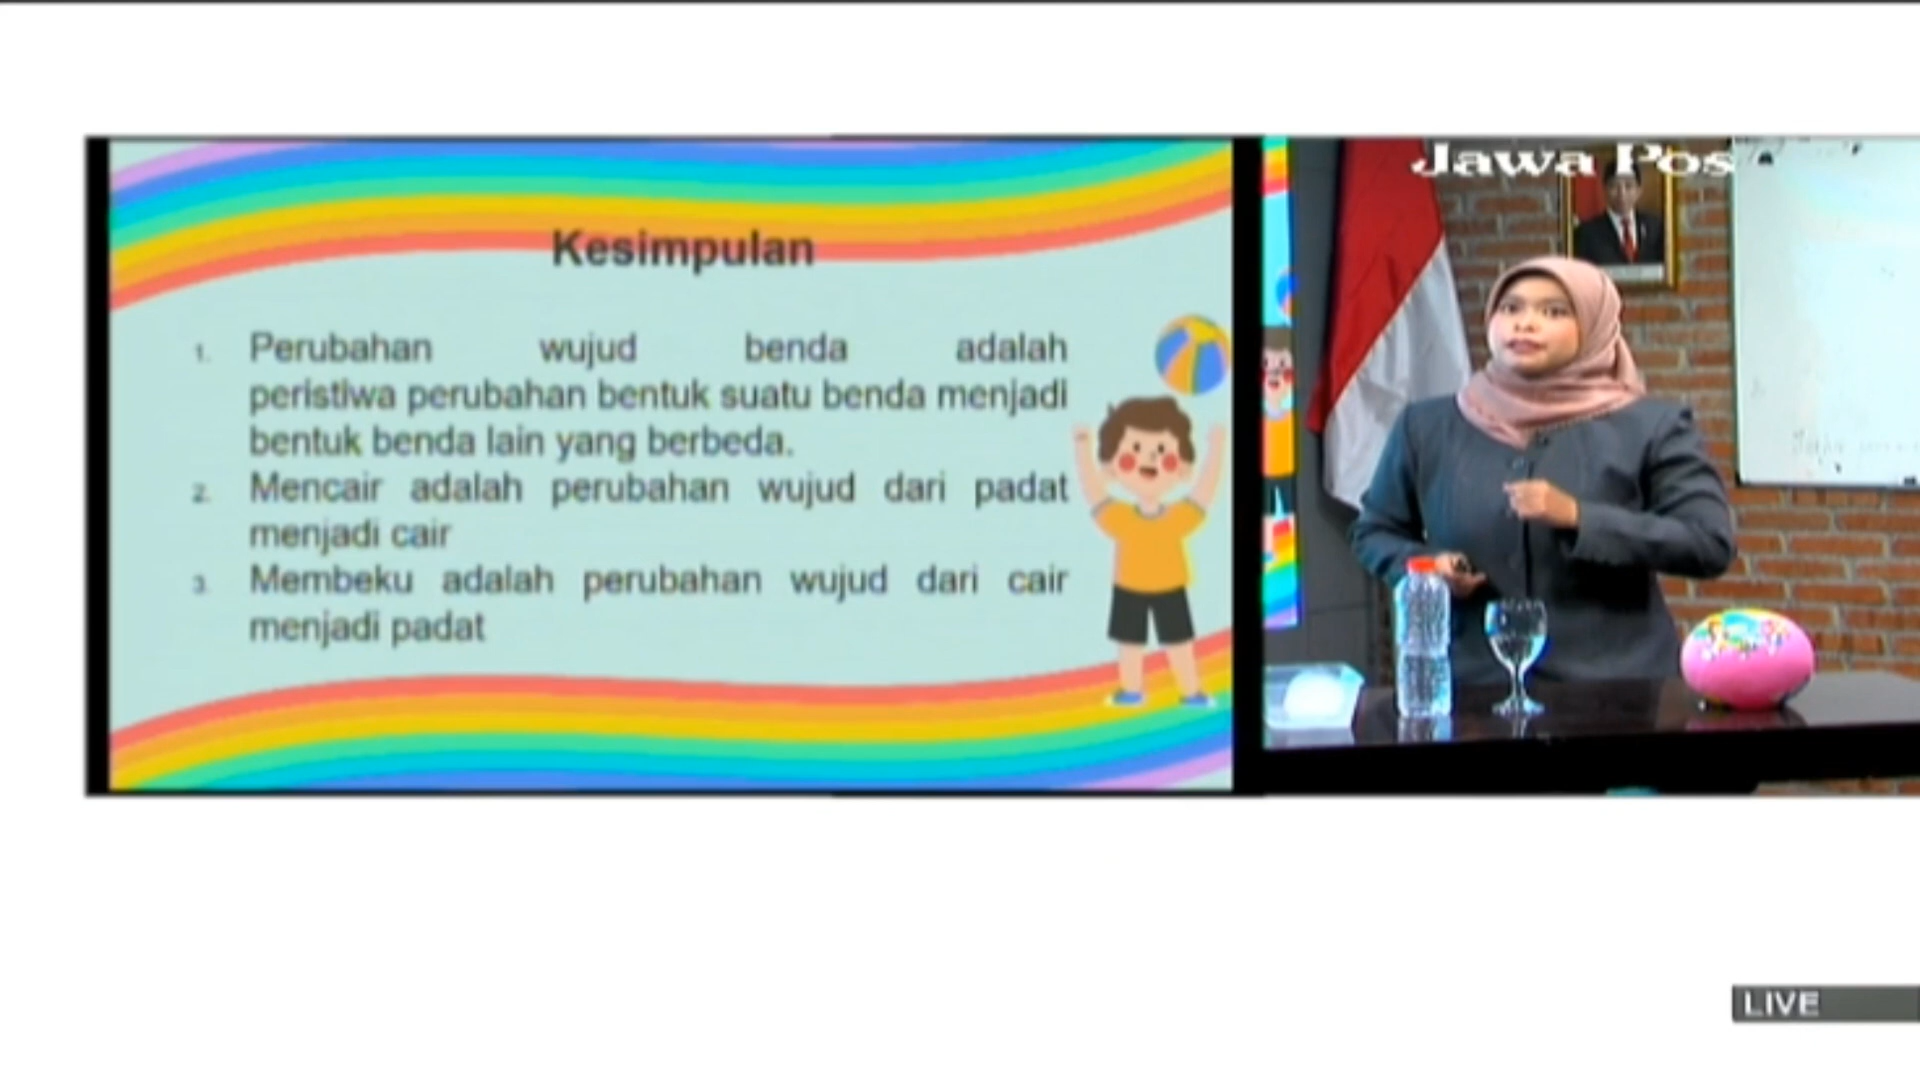 Kesimpulan
1. Perubahan wujud benda adalah
peristiwa perubahan bentuk suatu benda menjadi
bentuk benda lain yang berbeda.
2. Mencair adalah perubahan wujud dari padat
menjadi cair
3. Membeku adalah perubahan wujud dari cair
menjadi padat
Jawa Pos
LIVE